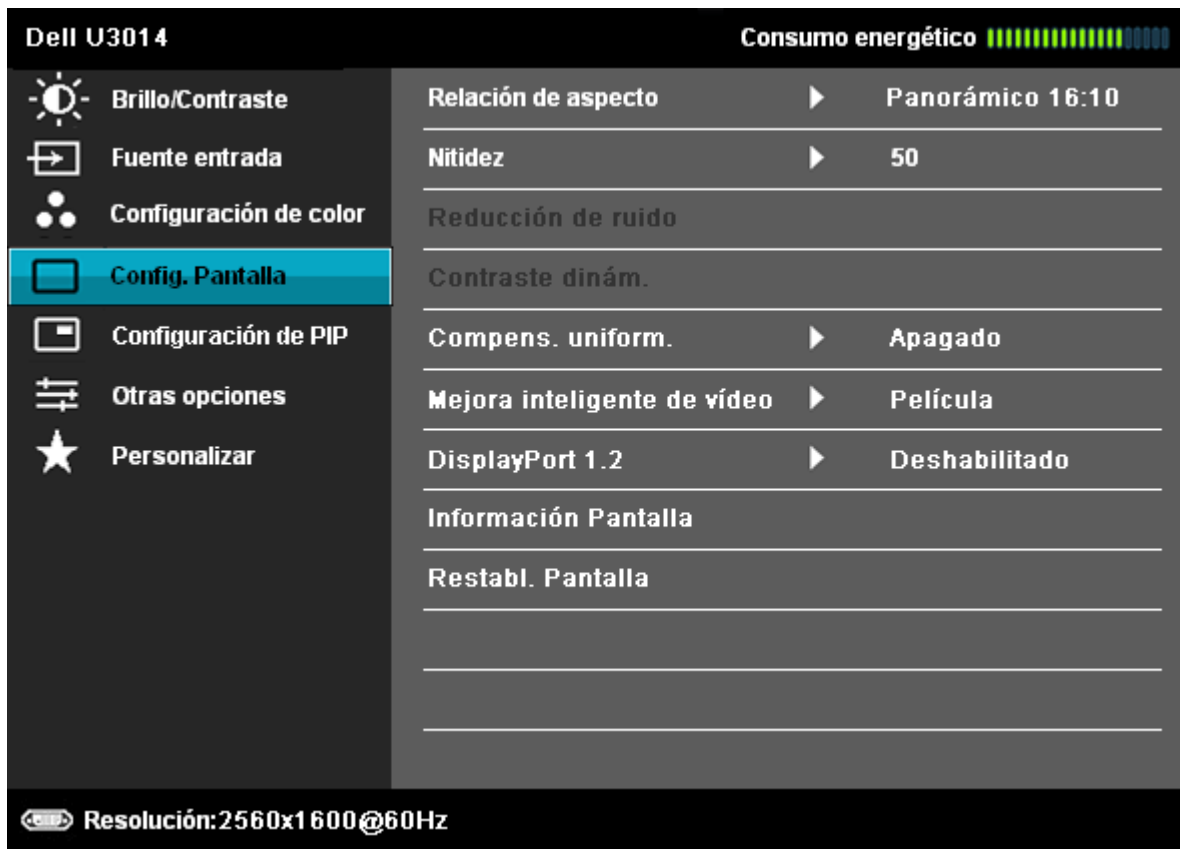 Dell U3014 Consumo energético
Brillo/Contraste
Fuente entrada
Configuración de color
Config. Pantalla
Configuración de PIP
Otras opciones
Personalizar
Relación de aspecto Panorámico 16:10
Nitidez 50
Reducción de ruido
Contraste dinám.
Compens. uniform. Apagado
Mejora inteligente de vídeo Película
DisplayPort 1.2 Deshabilitado
Información Pantalla
Restabl. Pantalla
Resolución:2560x1600@60Hz